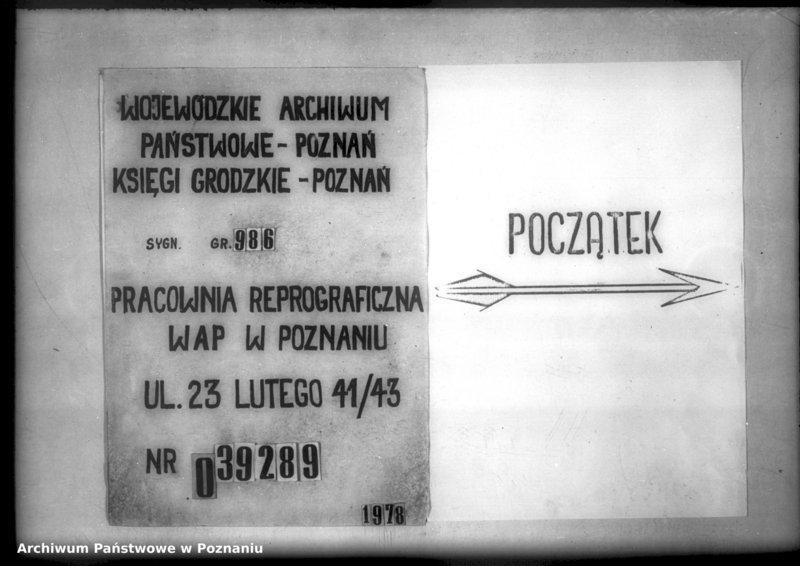 WOJEWÓDZKIE ARCHIWUM
PAŃSTWOWE - POZNAŃ
KSIĘGI GRODZKIE - POZNAŃ
SYGN. GR. 986
PRACOWNIA REPROGRAFICZNA
WAP W POZNANIU
UL. 23 LUTEGO 41/43
NR 039289
1978
POCZĄTEK
Archiwum Państwowe w Poznaniu